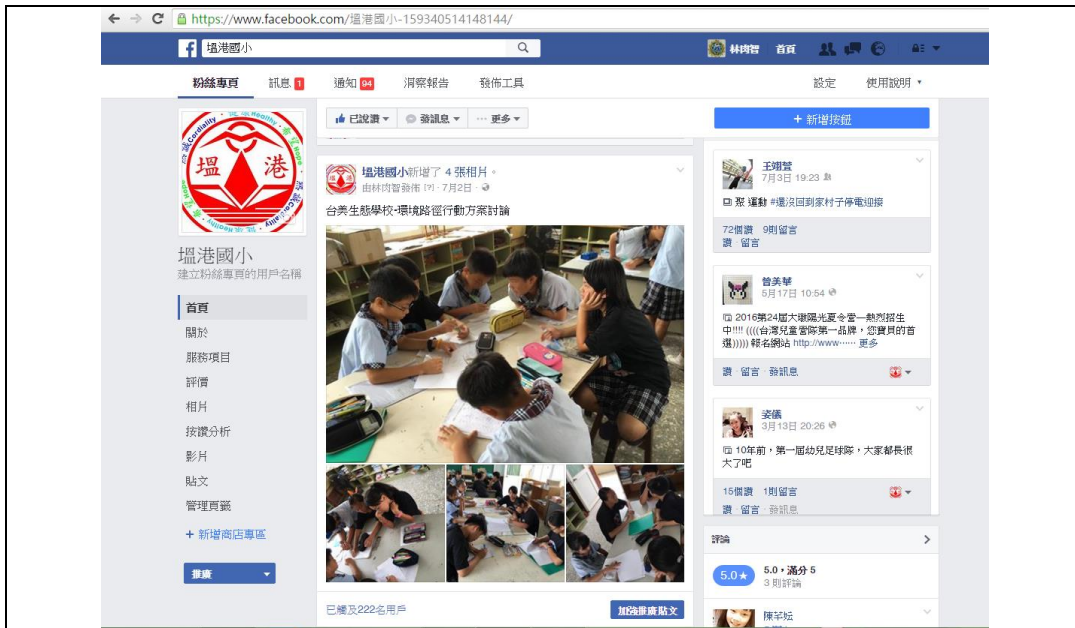 https://www.facebook.com/塭港國小-159340514148144/
塭港國小
林肉智 首頁
粉絲專頁 訊息 1 通知 94 洞察報告 發佈工具 設定 使用說明
已說讚 發訊息 ··· 更多
+ 新增按鈕
Cordiality
Healthy
Hope
塭 港
塭港國小
建立粉絲專頁的用戶名稱
首頁
關於
服務項目
評價
相片
按讚分析
影片
貼文
管理頁籤
+ 新增商店專區
推廣
塭港國小新增了 4 張相片。
由林肉智發佈 [?] · 7月2日 ·
台美生態學校-環境路徑行動方案討論
已觸及222名用戶
加強推廣貼文
王翊萱
7月3日 19:23
聚 運動 #還沒回到家村子停電迎接
72個讚 9則留言
讚 · 留言
曾美華
5月17日 10:54
2016第24屆大墩陽光夏令營—熱烈招生
中!!!! ((((台灣兒童營隊第一品牌，您寶貝的首
選))))) 報名網站 http://www⋯⋯ 更多
讚 · 留言 · 發訊息
姿儀
3月13日 20:26
10年前，第一屆幼兒足球隊，大家都長很
大了吧
15個讚 1則留言
讚 · 留言 · 發訊息
評論
5.0★
5.0，滿分 5
3 則評論